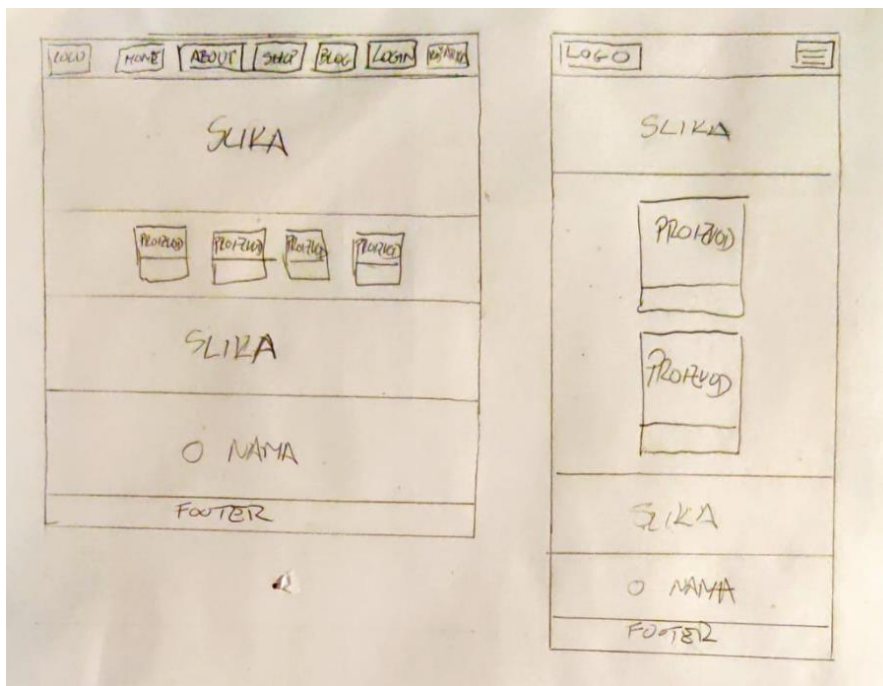 LOGO HOME ABOUT SHOP BLOG LOGIN
SLIKA
PROIZVOD PROIZVOD PROIZVOD PROIZVOD
SLIKA
O NAMA
FOOTER
LOGO
SLIKA
PROIZVOD
PROIZVOD
SLIKA
O NAMA
FOOTER